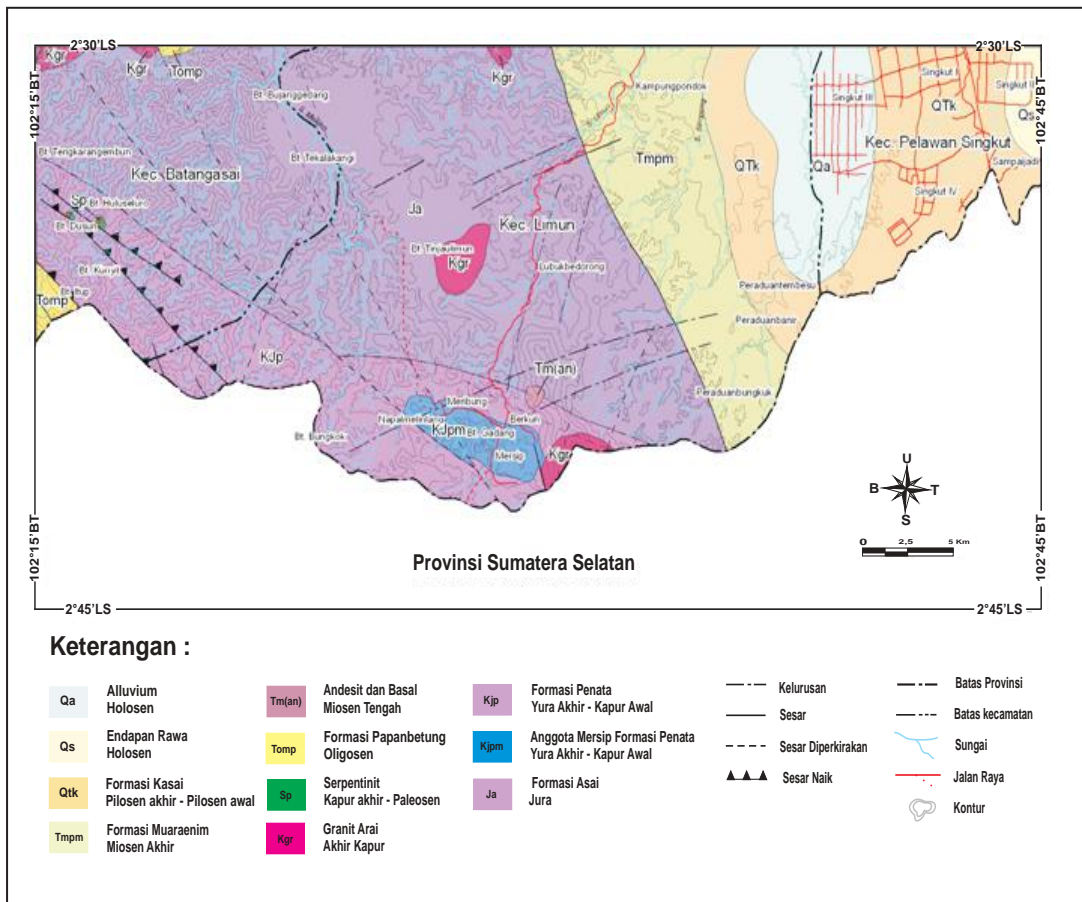 2°30'LS
2°30'LS
102°15'BT
102°45'BT
Kgr
Kgr
Tomp
Kgr
Bt. Bujanggedang
Kampungpondok
Singkut I
Singkut II
Singkut III
QTk
Qs
Bt. Tengkarangembun
Bt. Tekalakangi
Kec. Batangasai
Tmpm
QTk
Qa
Kec. Pelawan Singkut
Sampaijadi
Singkut IV
Sp
Bt. Huluseluri
Bt. Dusun
Ja
Kec. Limun
Bt. Tinjaulimun
Kgr
Lubukbedorong
Bt. Kunyit
Bt. Itup
Tomp
Peraduantembesu
Peraduanbanir
KJp
Tm(an)
Peraduanbungkuk
Menbung
Napalmelintang
Berkun
KJpm
Bt. Gadang
Bt. Bungkok
Mersip
Kgr
U
B
T
S
0 2,5 5 Km
102°15'BT
102°45'BT
Provinsi Sumatera Selatan
2°45'LS
2°45'LS
Keterangan :
Qa
Alluvium
Holosen
Qs
Endapan Rawa
Holosen
Qtk
Formasi Kasai
Pilosen akhir - Pilosen awal
Tmpm
Formasi Muaraenim
Miosen Akhir
Tm(an)
Andesit dan Basal
Miosen Tengah
Tomp
Formasi Papanbetung
Oligosen
Sp
Serpentinit
Kapur akhir - Paleosen
Kgr
Granit Arai
Akhir Kapur
Kjp
Formasi Penata
Yura Akhir - Kapur Awal
Kjpm
Anggota Mersip Formasi Penata
Yura Akhir - Kapur Awal
Ja
Formasi Asai
Jura
Kelurusan
Sesar
Sesar Diperkirakan
Sesar Naik
Batas Provinsi
Batas kecamatan
Sungai
Jalan Raya
Kontur